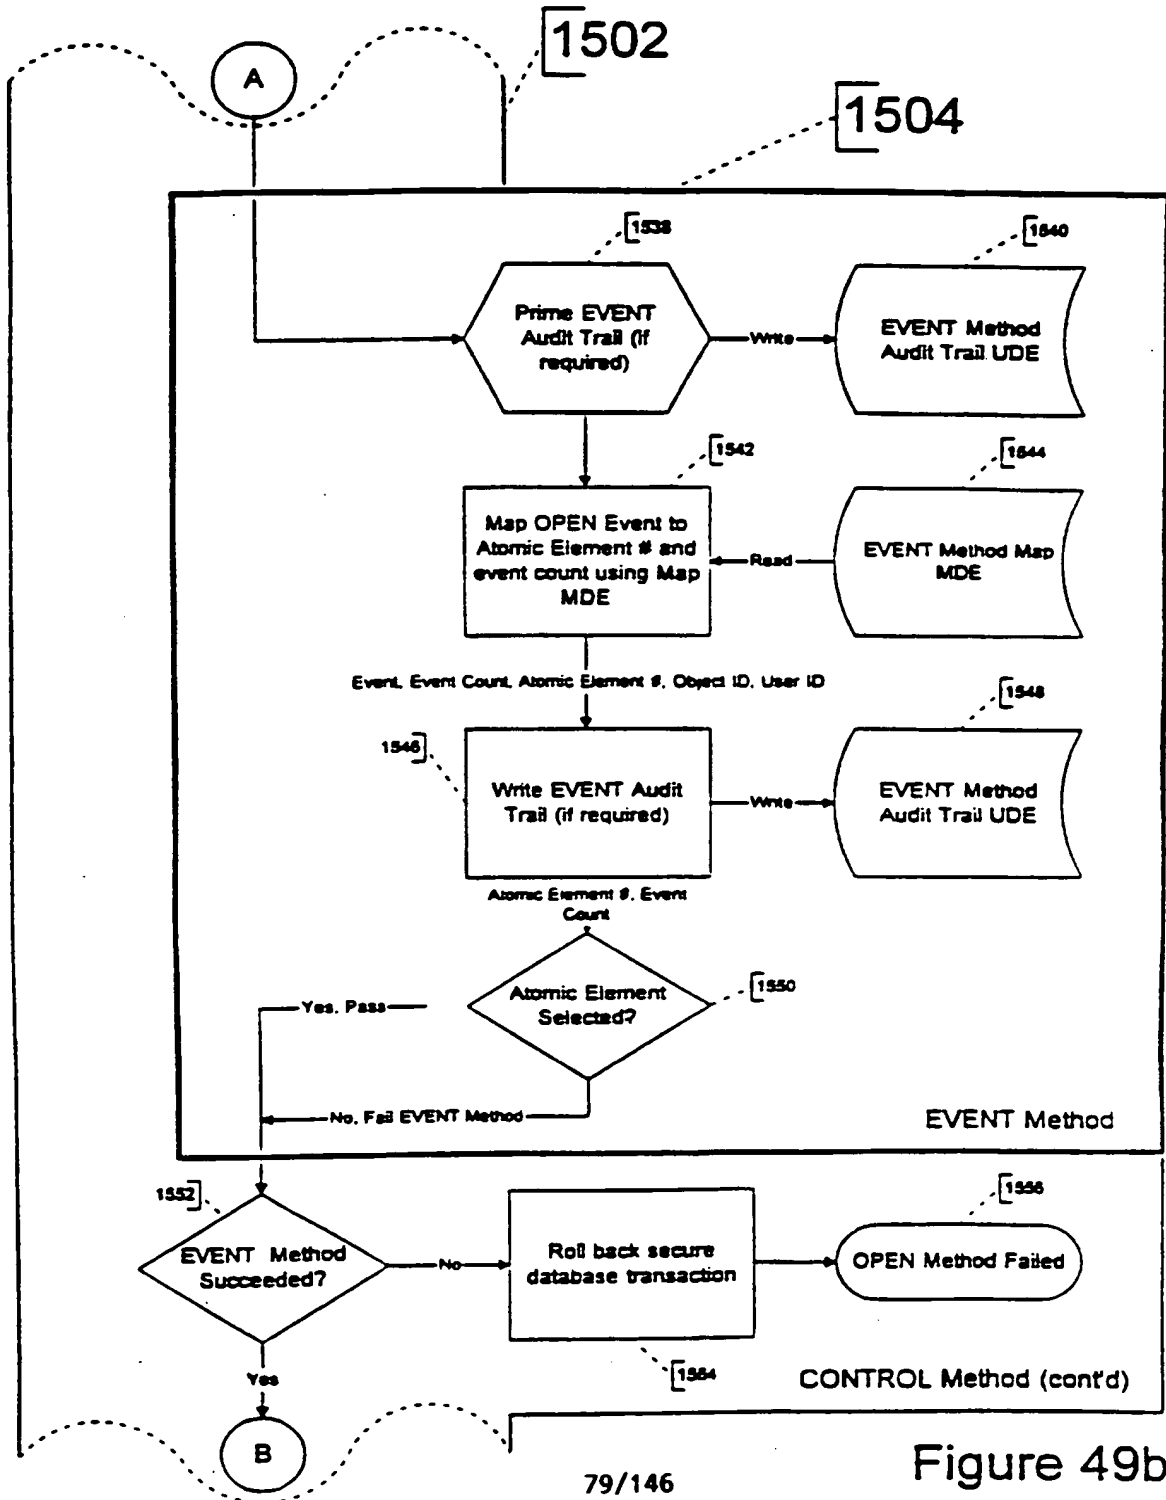 1502
A
1504
1538
1540
Prime EVENT
Audit Trail (if
required)
Write
EVENT Method
Audit Trail UDE
1542
1544
Map OPEN Event to
Atomic Element # and
event count using Map
MDE
Read
EVENT Method Map
MDE
Event, Event Count, Atomic Element #, Object ID, User ID
1546
1548
Write EVENT Audit
Trail (if required)
Write
EVENT Method
Audit Trail UDE
Atomic Element #, Event
Count
Atomic Element
Selected?
1550
Yes, Pass
No, Fail EVENT Method
EVENT Method
1552
1556
EVENT Method
Succeeded?
No
Roll back secure
database transaction
OPEN Method Failed
1554
Yes
CONTROL Method (cont'd)
B
Figure 49b
79/146